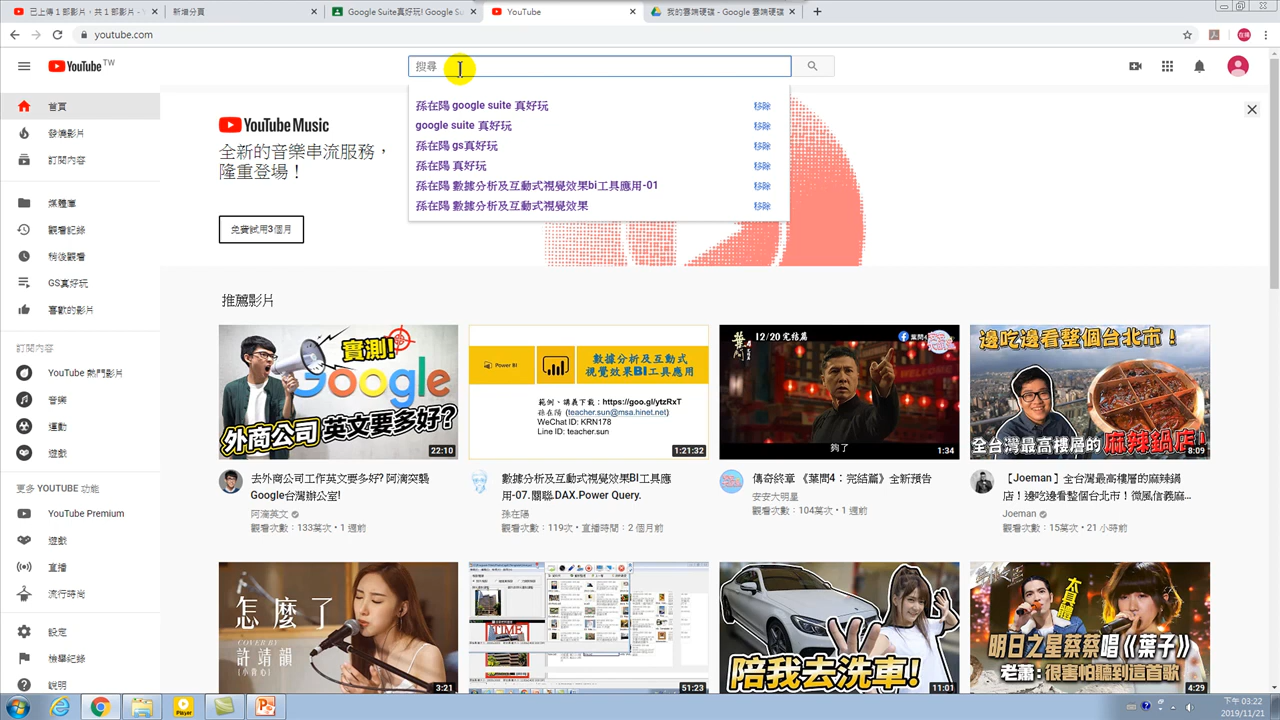 已上傳 1 部影片，共 1 部影片 - Y
新增分頁
Google Suite真好玩! Google Su
YouTube
我的雲端硬碟 - Google 雲端硬碟
youtube.com
在陽
YouTube TW
搜尋
孫在陽 google suite 真好玩 移除
google suite 真好玩 移除
孫在陽 gs真好玩 移除
孫在陽 真好玩 移除
孫在陽 數據分析及互動式視覺效果bi工具應用-01 移除
孫在陽 數據分析及互動式視覺效果 移除
首頁
發燒影片
訂閱內容
媒體庫
觀看記錄
稍後觀看
GS真好玩
喜歡的影片
訂閱內容
YouTube 熱門影片
音樂
運動
遊戲
更多 YOUTUBE 功能
YouTube Premium
遊戲
直播
流行時尚
設定
檢舉記錄
說明
YouTube Music
全新的音樂串流服務，
隆重登場！
免費試用3個月
推薦影片
實測!
Google
外商公司 英文要多好?
22:10
去外商公司工作英文要多好? 阿滴突襲
Google台灣辦公室!
阿滴英文
觀看次數：133萬次 · 1 週前
Power BI
數據分析及互動式
視覺效果BI工具應用
範例、講義下載：https://goo.gl/ytzRxT
孫在陽 (teacher.sun@msa.hinet.net)
WeChat ID: KRN178
Line ID: teacher.sun
1:21:32
數據分析及互動式視覺效果BI工具應
用-07.關聯.DAX.Power Query.
孫在陽
觀看次數：119次 · 直播時間：2 個月前
葉問4
12/20 完結篇
葉問4
夠了
1:34
傳奇終章 《葉問4：完結篇》全新預告
安安大明星
觀看次數：104萬次 · 1 週前
邊吃邊看整個台北市！
全台灣最高樓層的麻辣鍋店！
8:09
【Joeman】全台灣最高樓層的麻辣鍋
店！邊吃邊看整個台北市！微風信義麻...
Joeman
觀看次數：15萬次 · 21 小時前
怎麼了
COVER BY
許靖韻
3:21
51:23
陪我去洗車！
11:01
太真聽
明日之星菜菜唱《葉子》
老蕭：很害怕聽到這首歌
4:29
Player
下午 03:22
2019/11/21